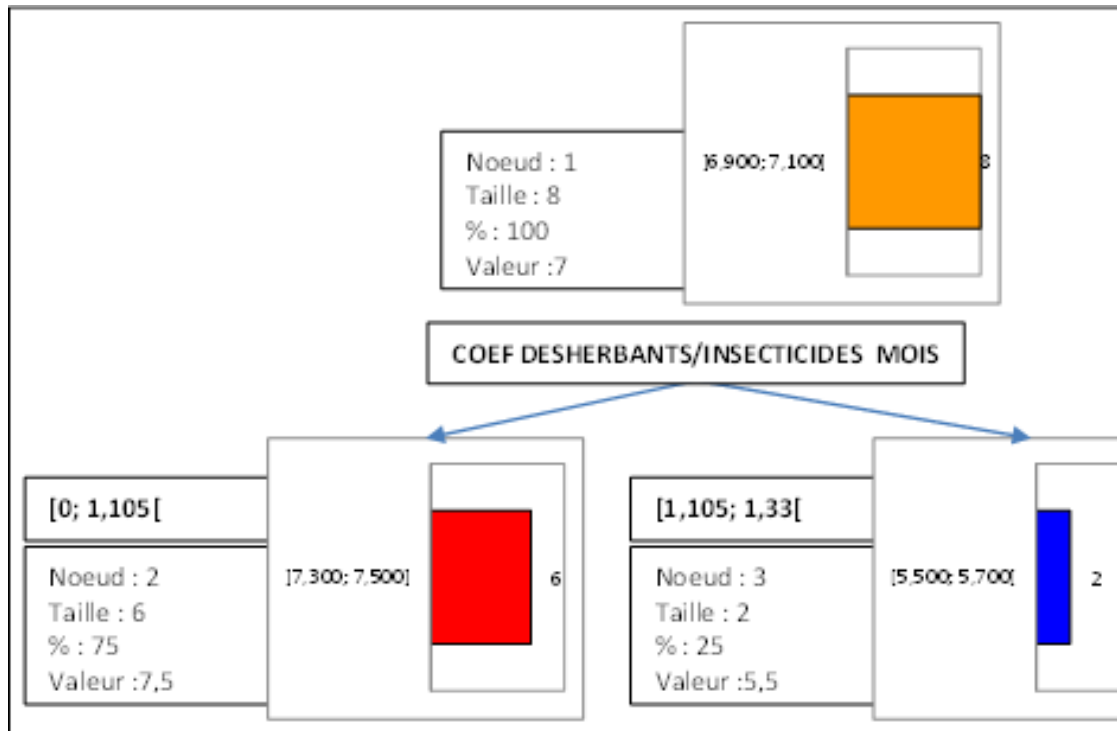 Noeud : 1
Taille : 8
% : 100
Valeur :7
]6,900; 7,100[
8
COEF DESHERBANTS/INSECTICIDES MOIS
[0; 1,105[
Noeud : 2
Taille : 6
% : 75
Valeur :7,5
]7,300; 7,500]
6
[1,105; 1,33[
Noeud : 3
Taille : 2
% : 25
Valeur :5,5
[5,500; 5,700[
2